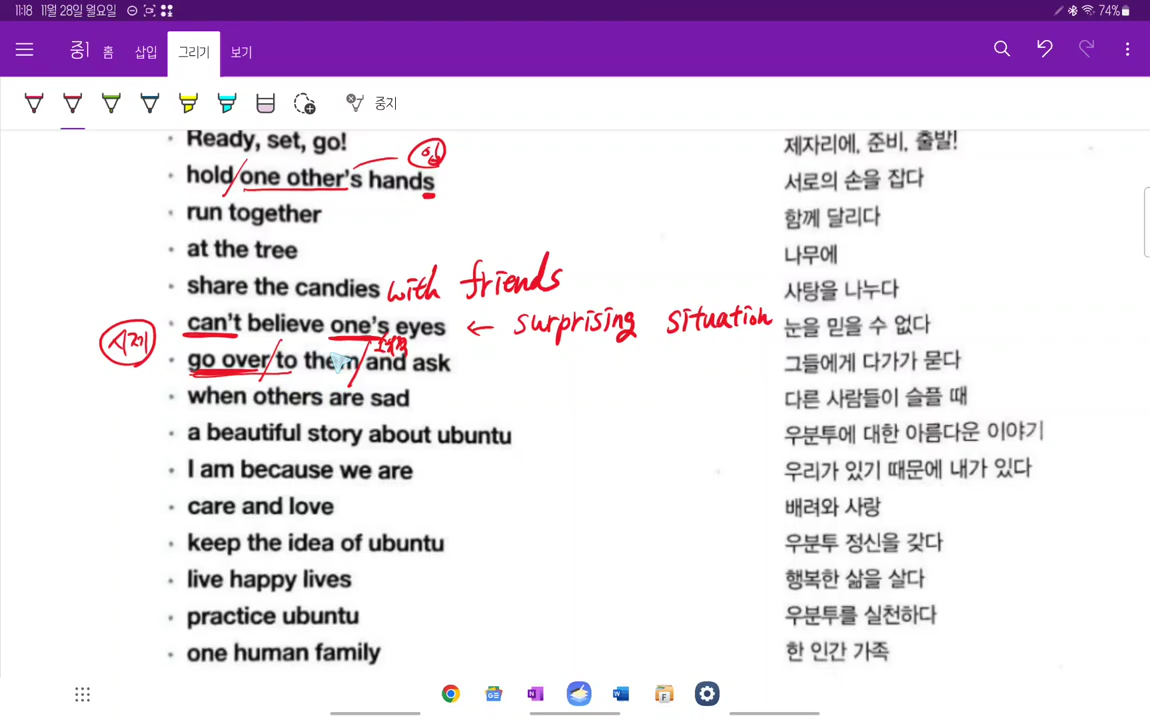 11:18 11월 28일 월요일 74%
중1 홈 삽입 그리기 보기
중지
Ready, set, go! 제자리에, 준비, 출발!
hold one other's hands 서로의 손을 잡다
run together 함께 달리다
at the tree 나무에
share the candies with friends 사탕을 나누다
can't believe one's eyes ← surprising situation 눈을 믿을 수 없다
시제
소유격
go over to them and ask 그들에게 다가가 묻다
when others are sad 다른 사람들이 슬플 때
a beautiful story about ubuntu 우분투에 대한 아름다운 이야기
I am because we are 우리가 있기 때문에 내가 있다
care and love 배려와 사랑
keep the idea of ubuntu 우분투 정신을 갖다
live happy lives 행복한 삶을 살다
practice ubuntu 우분투를 실천하다
one human family 한 인간 가족